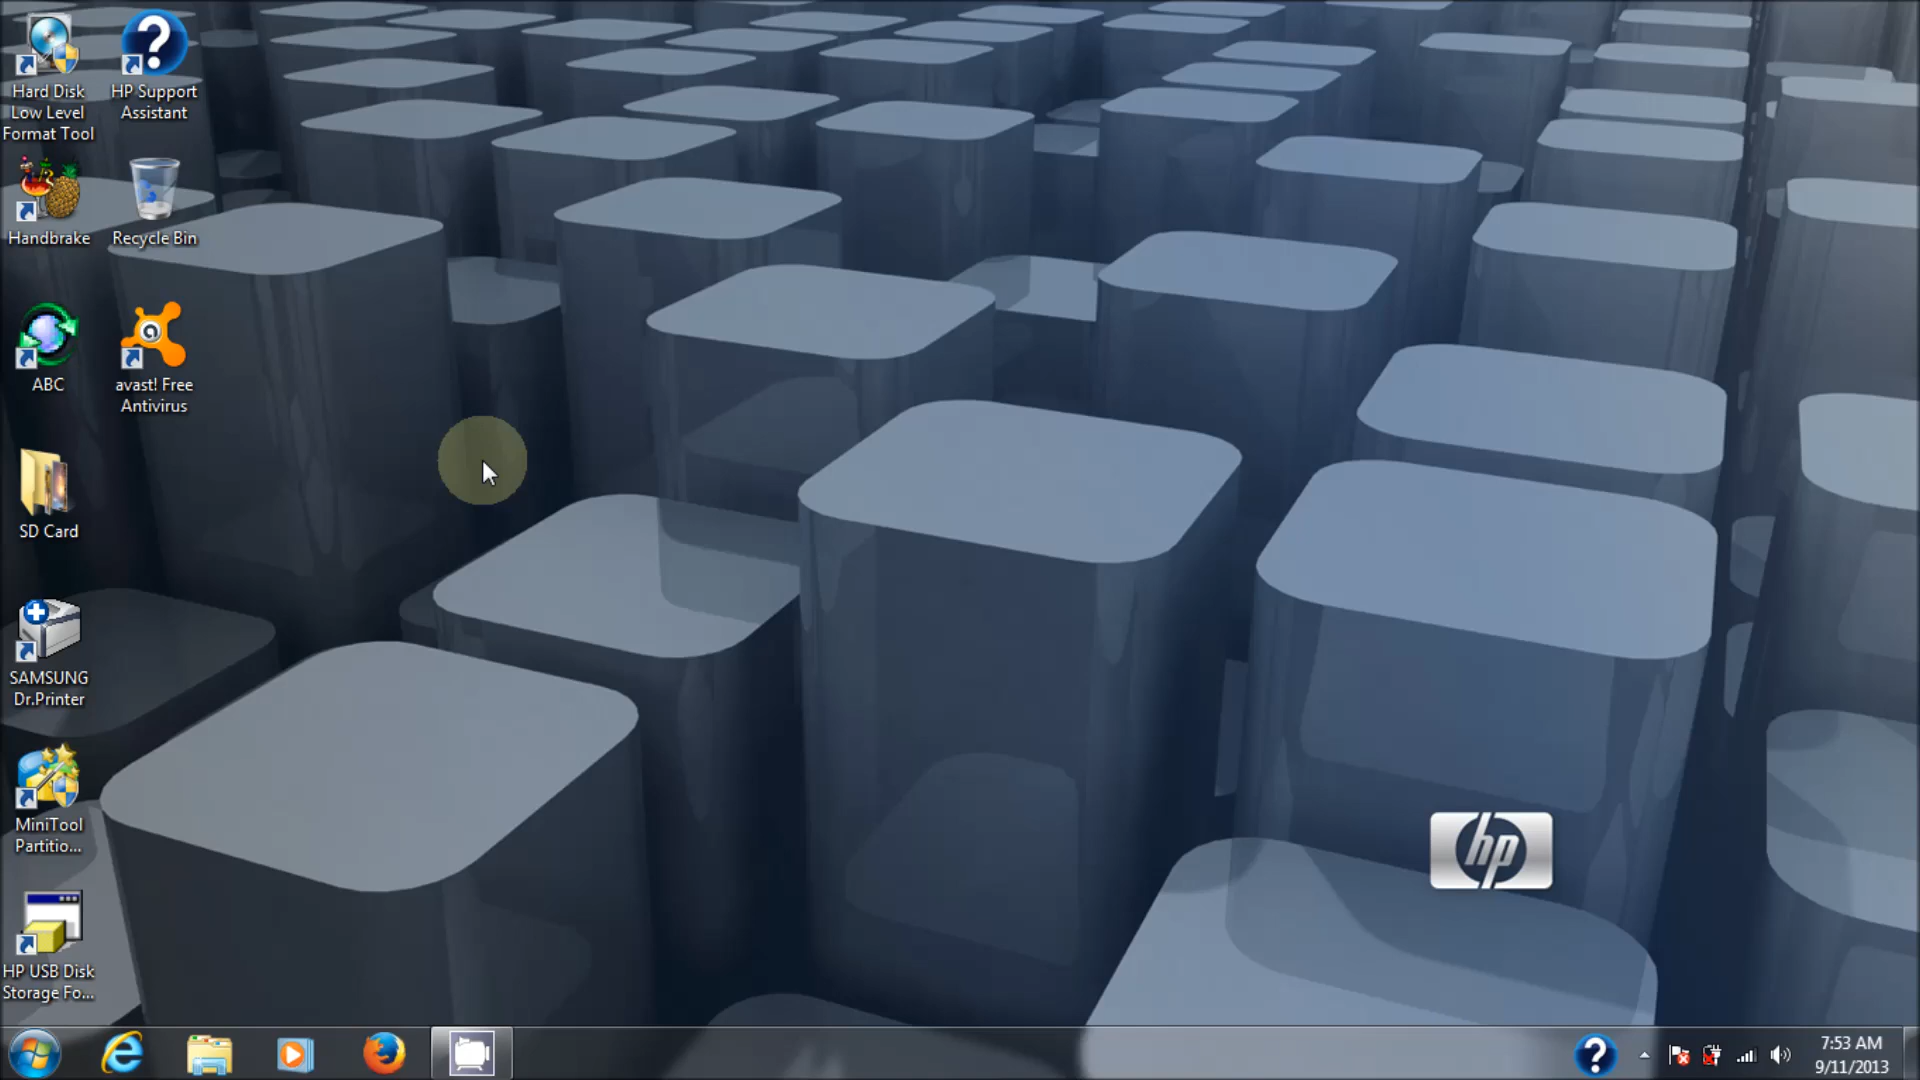 Hard Disk
Low Level
Format Tool
HP Support
Assistant
Handbrake
Recycle Bin
ABC
avast! Free
Antivirus
SD Card
SAMSUNG
Dr.Printer
MiniTool
Partitio...
HP USB Disk
Storage Fo...
hp
7:53 AM
9/11/2013